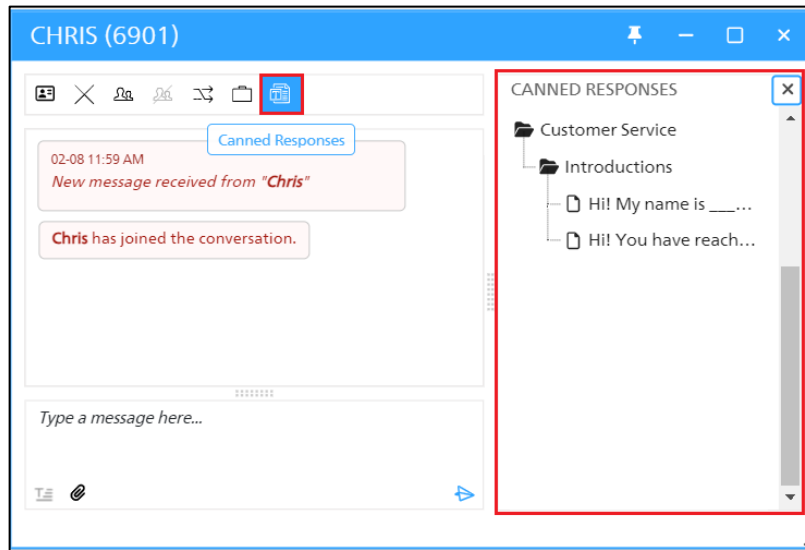 CHRIS (6901)
CANNED RESPONSES
Canned Responses
02-08 11:59 AM
New message received from "Chris"
Chris has joined the conversation.
Customer Service
Introductions
Hi! My name is ___...
Hi! You have reach...
Type a message here...